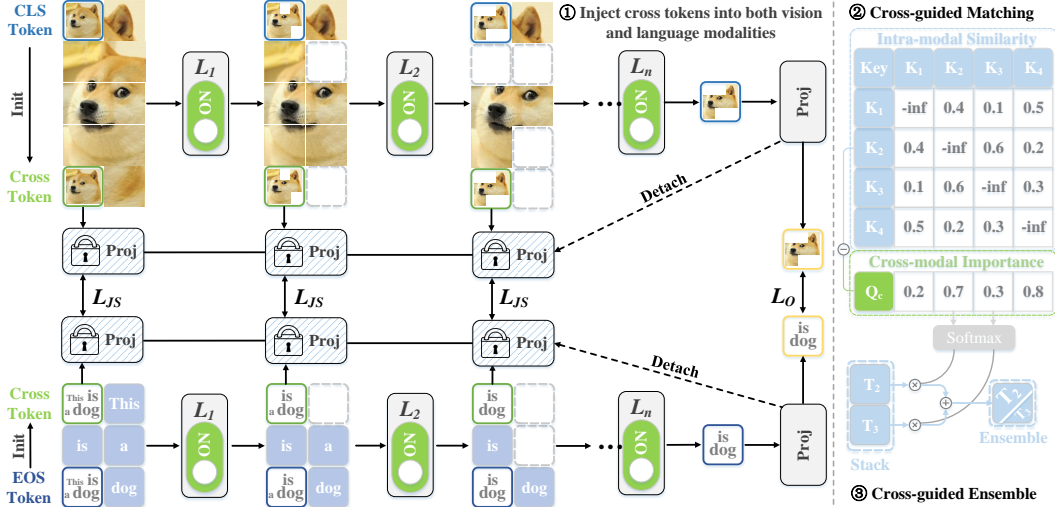 CLS
Token
Init
Cross
Token
① Inject cross tokens into both vision
and language modalities
L1
ON
L2
ON
Ln
ON
Proj
Detach
Proj
Proj
Proj
LJS
LJS
LJS
LO
Proj
Proj
Proj
is
dog
Detach
Cross
Token
Init
EOS
Token
This is
a dog
This
is
a
This is
a dog
dog
L1
ON
is
a dog
is
a
is
a dog
dog
L2
ON
is
dog
is
is
dog
dog
Ln
ON
is
dog
Proj
② Cross-guided Matching
Intra-modal Similarity
Key K1 K2 K3 K4
K1 -inf 0.4 0.1 0.5
K2 0.4 -inf 0.6 0.2
K3 0.1 0.6 -inf 0.3
K4 0.5 0.2 0.3 -inf
Cross-modal Importance
Qc 0.2 0.7 0.3 0.8
Softmax
T2
T3
Stack
T2
T3
Ensemble
③ Cross-guided Ensemble